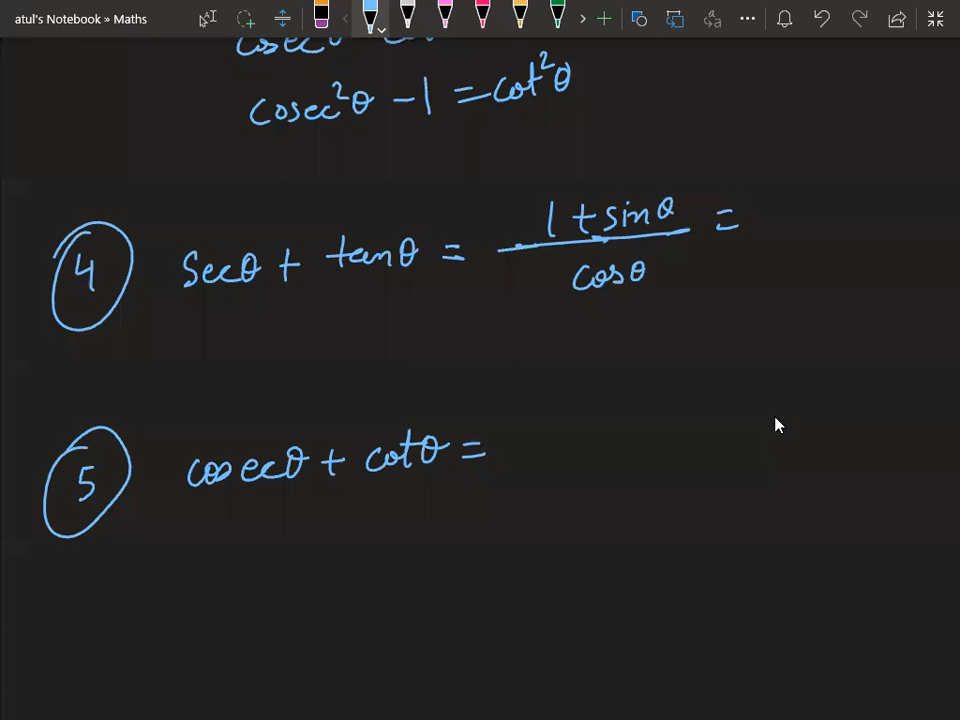 atul's Notebook » Maths
cosec²θ - 1 = cot²θ
4 secθ + tanθ = (1 + sinθ)/cosθ =
5 cosecθ + cotθ =